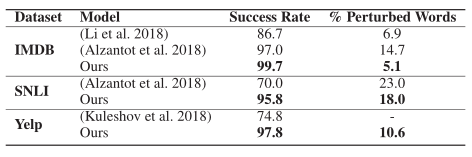 Dataset Model Success Rate % Perturbed Words
(Li et al. 2018) 86.7 6.9
IMDB (Alzantot et al. 2018) 97.0 14.7
Ours 99.7 5.1
SNLI (Alzantot et al. 2018) 70.0 23.0
Ours 95.8 18.0
Yelp (Kuleshov et al. 2018) 74.8 -
Ours 97.8 10.6